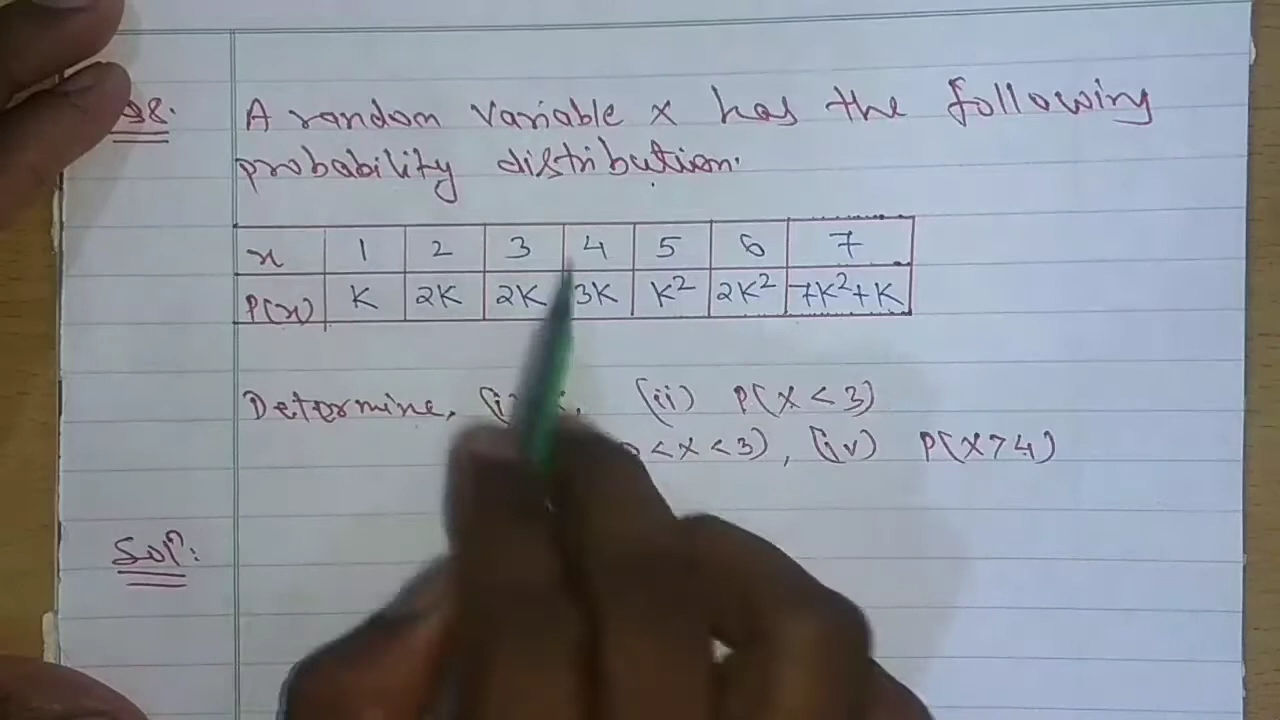 Q8. A random variable x has the following
probability distribution.
x 1 2 3 4 5 6 7
P(x) K 2K 2K 3K K² 2K² 7K²+K
Determine, (ii) P(X<3)
<X<3), (iv) P(X>4)
Solⁿ: